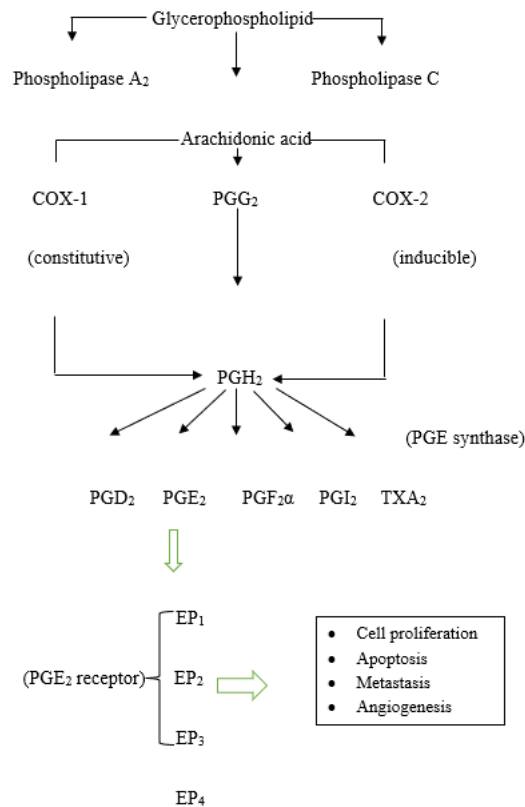 Glycerophospholipid
Phospholipase A₂ Phospholipase C
Arachidonic acid
COX-1 PGG₂ COX-2
(constitutive) (inducible)
PGH₂
(PGE synthase)
PGD₂ PGE₂ PGF₂α PGI₂ TXA₂
EP₁
(PGE₂ receptor) EP₂
EP₃
EP₄
• Cell proliferation
• Apoptosis
• Metastasis
• Angiogenesis